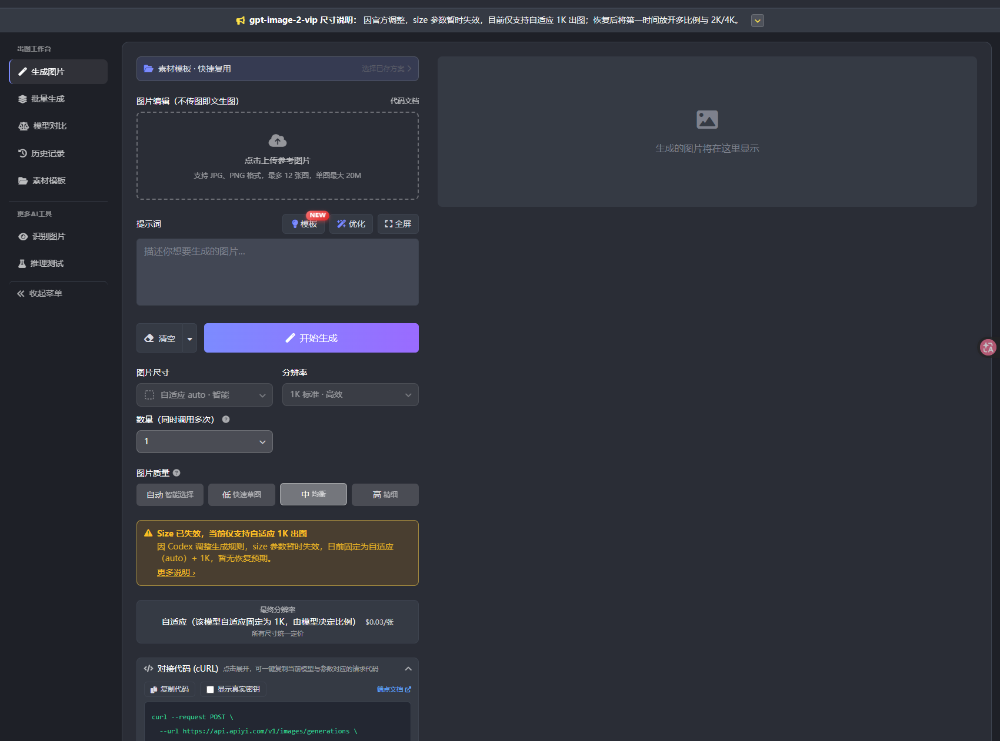 gpt-image-2-vip 尺寸说明： 因官方调整，size 参数暂时失效，目前仅支持自适应 1K 出图；恢复后将第一时间放开多比例与 2K/4K。
出图工作台
生成图片
批量生成
模型对比
历史记录
素材模板
更多AI工具
识别图片
推理测试
收起菜单
素材模板 · 快捷复用
选择已存方案
图片编辑（不传图即文生图）
代码文档
点击上传参考图片
支持 JPG、PNG 格式，最多 12 张图，单图最大 20M
提示词
NEW
模板
优化
全屏
描述你想要生成的图片...
清空
开始生成
图片尺寸
分辨率
自适应 auto · 智能
1K 标准 · 高效
数量（同时调用多次）
1
图片质量
自动 智能选择
低 快速草图
中 均衡
高 精细
Size 已失效，当前仅支持自适应 1K 出图
因 Codex 调整生成规则，size 参数暂时失效，目前固定为自适应
（auto）+ 1K，暂无恢复预期。
更多说明 ›
最终分辨率
自适应（该模型自适应固定为 1K，由模型决定比例） $0.03/张
所有尺寸统一定价
</> 对接代码 (cURL) 点击展开，可一键复制当前模型与参数对应的请求代码
复制代码
显示真实密钥
端点文档
curl --request POST \
--url https://api.apiyi.com/v1/images/generations \
生成的图片将在这里显示